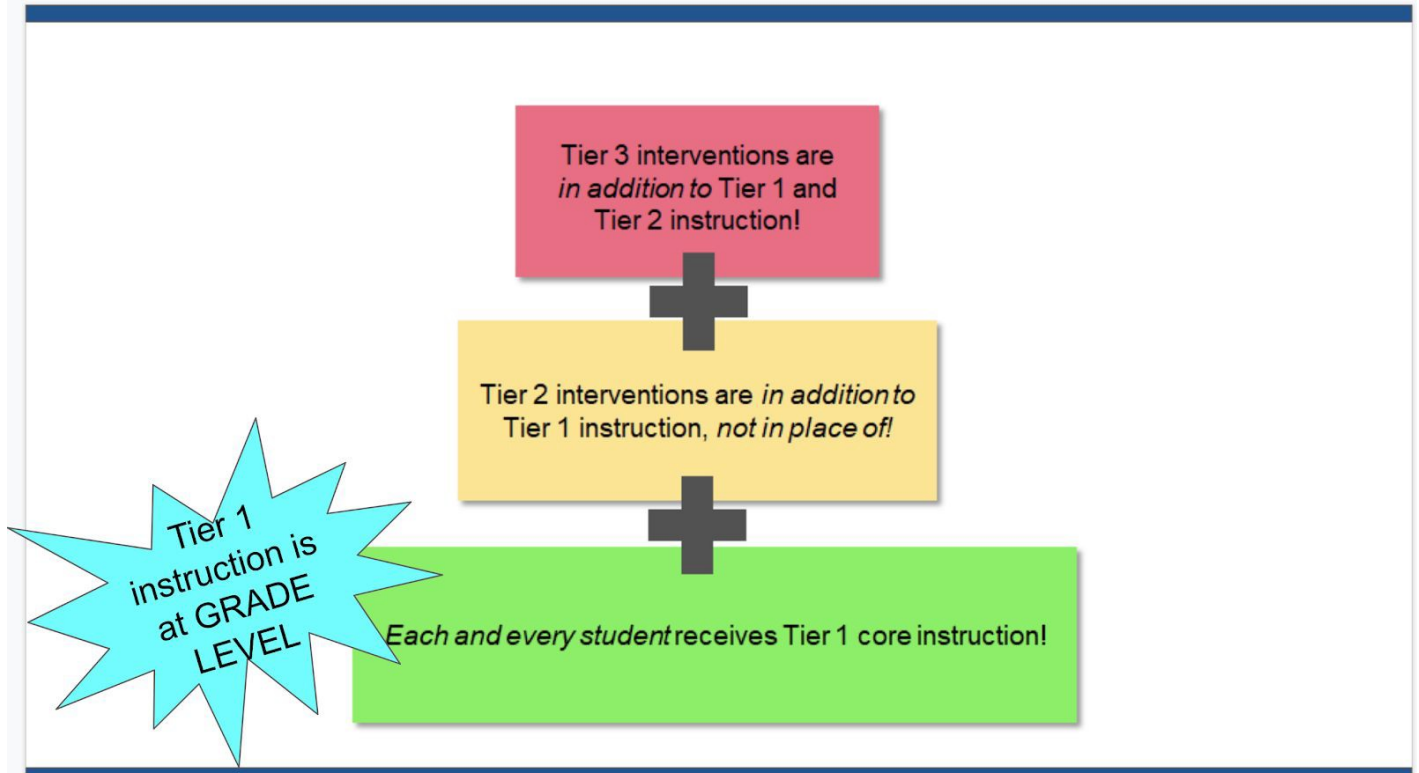 Tier 3 interventions are
in addition to Tier 1 and
Tier 2 instruction!
Tier 2 interventions are in addition to
Tier 1 instruction, not in place of!
Tier 1
instruction is
at GRADE
LEVEL
Each and every student receives Tier 1 core instruction!